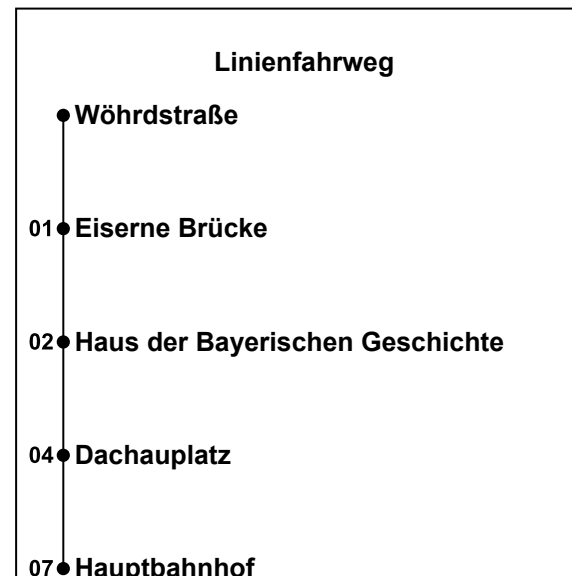 Linienfahrweg
Wöhrdstraße
01 Eiserne Brücke
02 Haus der Bayerischen Geschichte
04 Dachauplatz
07 Hauptbahnhof